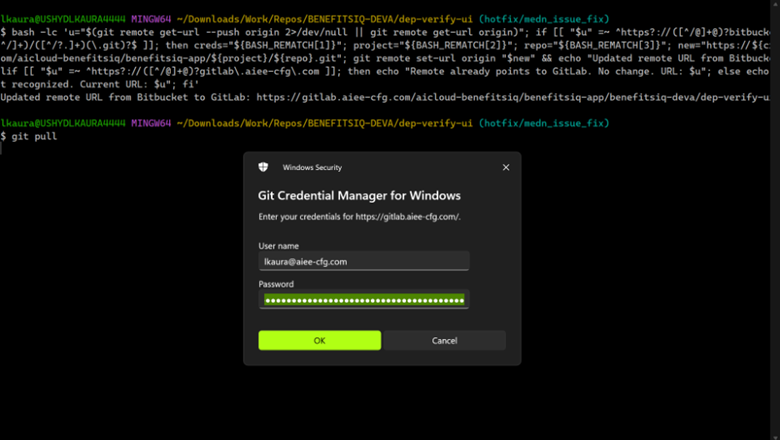 lkaura@USHYDLKAURA4444 MINGW64 ~/Downloads/Work/Repos/BENEFITSIQ-DEVA/dep-verify-ui (hotfix/medn_issue_fix)
$ bash -lc 'u="$(git remote get-url --push origin 2>/dev/null || git remote get-url origin)"; if [[ "$u" =~ ^https?://([^/@]+@)?bitbucke
^/]+)/([^/?.]+)(\.git)?$ ]]; then creds="${BASH_REMATCH[1]}"; project="${BASH_REMATCH[2]}"; repo="${BASH_REMATCH[3]}"; new="https://${c
om/aicloud-benefitsiq/benefitsiq-app/${project}/${repo}.git"; git remote set-url origin "$new" && echo "Updated remote URL from Bitbucke
lif [[ "$u" =~ ^https?://([^/@]+@)?gitlab\.aiee-cfg\.com ]]; then echo "Remote already points to GitLab. No change. URL: $u"; else echo
t recognized. Current URL: $u"; fi'
Updated remote URL from Bitbucket to GitLab: https://gitlab.aiee-cfg.com/aicloud-benefitsiq/benefitsiq-app/benefitsiq-deva/dep-verify-u
lkaura@USHYDLKAURA4444 MINGW64 ~/Downloads/Work/Repos/BENEFITSIQ-DEVA/dep-verify-ui (hotfix/medn_issue_fix)
$ git pull
Windows Security
Git Credential Manager for Windows
Enter your credentials for https://gitlab.aiee-cfg.com/.
User name
lkaura@aiee-cfg.com
Password
OK
Cancel